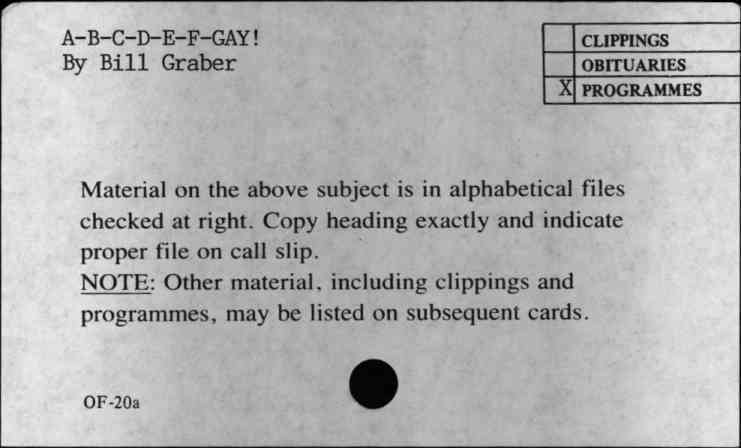 A-B-C-D-E-F-GAY!
By Bill Graber
CLIPPINGS
OBITUARIES
X PROGRAMMES
Material on the above subject is in alphabetical files
checked at right. Copy heading exactly and indicate
proper file on call slip.
NOTE: Other material, including clippings and
programmes, may be listed on subsequent cards.
OF-20a